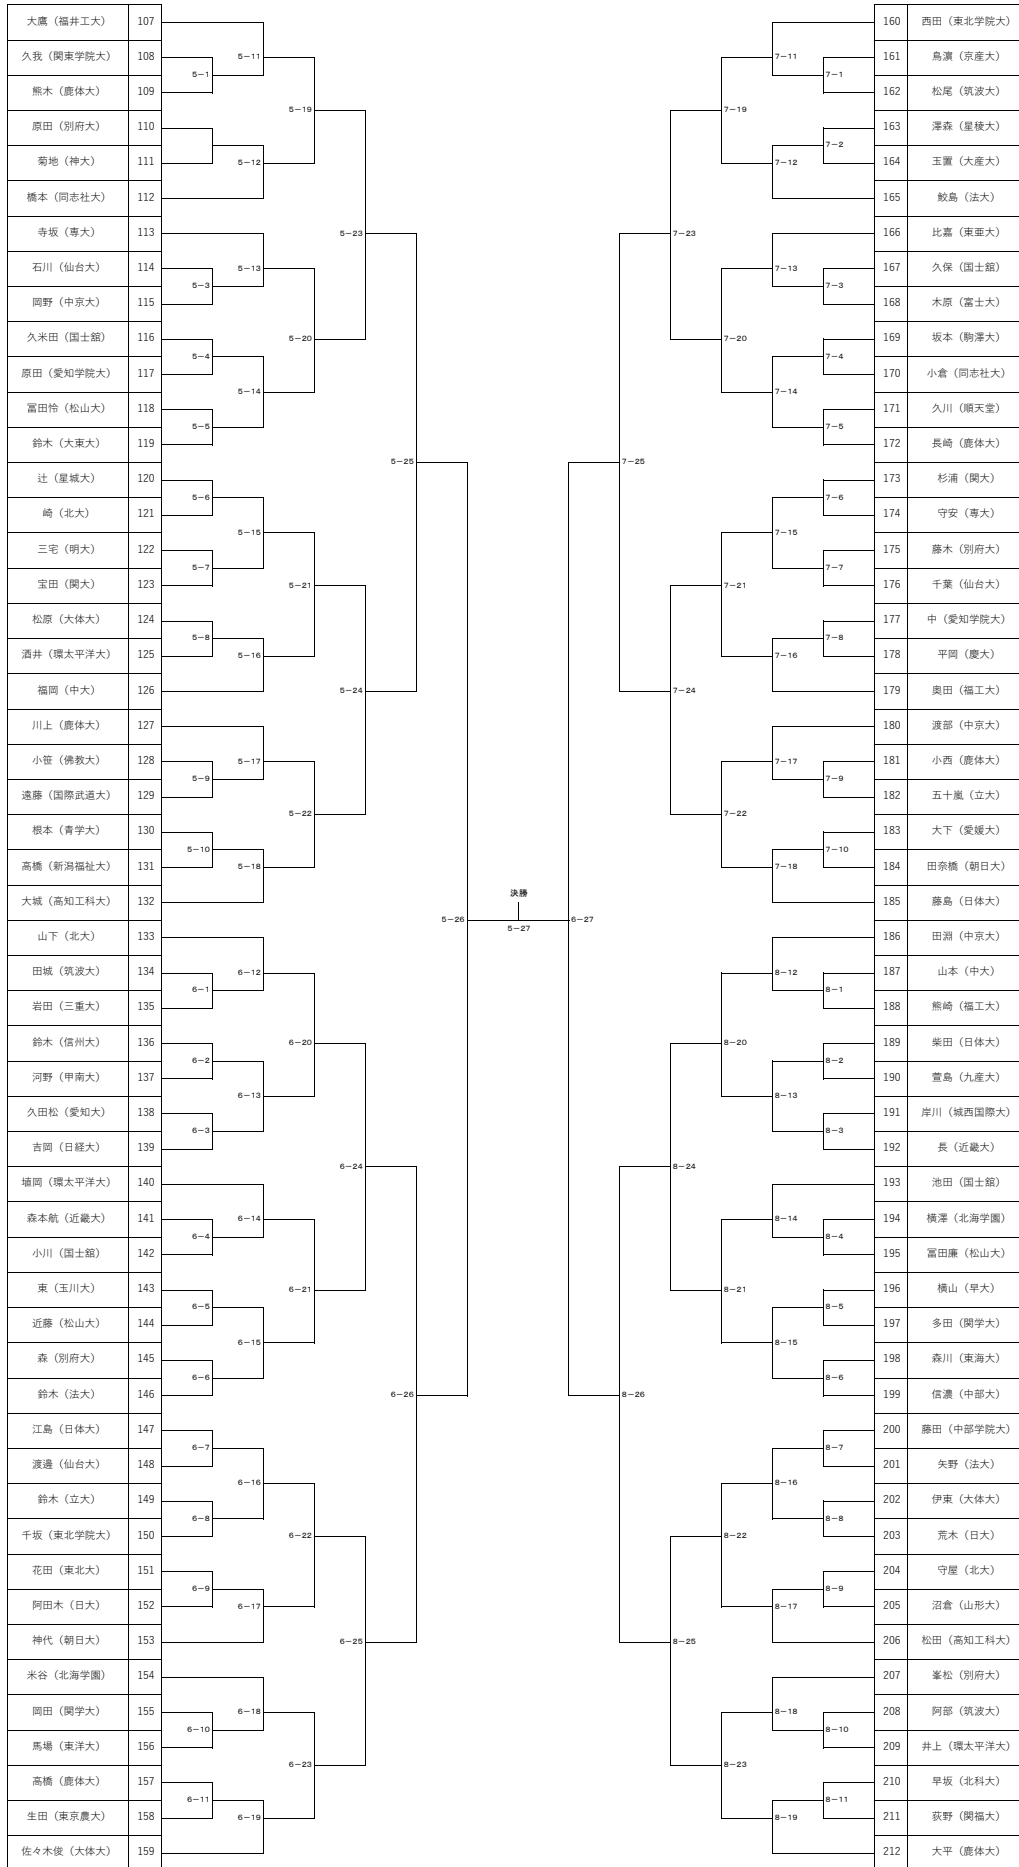 大鷹（福井工大） 107
久我（関東学院大） 108
熊木（鹿体大） 109
原田（別府大） 110
菊地（神大） 111
橋本（同志社大） 112
寺坂（専大） 113
石川（仙台大） 114
岡野（中京大） 115
久米田（国士舘） 116
原田（愛知学院大） 117
冨田怜（松山大） 118
鈴木（大東大） 119
辻（星城大） 120
崎（北大） 121
三宅（明大） 122
宝田（関大） 123
松原（大体大） 124
酒井（環太平洋大） 125
福岡（中大） 126
川上（鹿体大） 127
小笹（佛教大） 128
遠藤（国際武道大） 129
根本（青学大） 130
高橋（新潟福祉大） 131
大城（高知工科大） 132
山下（北大） 133
田城（筑波大） 134
岩田（三重大） 135
鈴木（信州大） 136
河野（甲南大） 137
久田松（愛知大） 138
吉岡（日経大） 139
埴岡（環太平洋大） 140
森本航（近畿大） 141
小川（国士舘） 142
東（玉川大） 143
近藤（松山大） 144
森（別府大） 145
鈴木（法大） 146
江島（日体大） 147
渡邊（仙台大） 148
鈴木（立大） 149
千坂（東北学院大） 150
花田（東北大） 151
阿田木（日大） 152
神代（朝日大） 153
米谷（北海学園） 154
岡田（関学大） 155
馬場（東洋大） 156
高橋（鹿体大） 157
生田（東京農大） 158
佐々木俊（大体大） 159
5−1
5−3
5−4
5−5
5−6
5−7
5−8
5−9
5−10
6−1
6−2
6−3
6−4
6−5
6−6
6−7
6−8
6−9
6−10
6−11
5−11
5−12
5−13
5−14
5−15
5−16
5−17
5−18
6−12
6−13
6−14
6−15
6−16
6−17
6−18
6−19
5−19
5−20
5−21
5−22
6−20
6−21
6−22
6−23
5−23
5−24
6−24
6−25
5−25
6−26
5−26
決勝
5−27
6−27
7−25
8−26
7−23
7−24
8−24
8−25
7−19
7−20
7−21
7−22
8−20
8−21
8−22
8−23
7−11
7−12
7−13
7−14
7−15
7−16
7−17
7−18
8−12
8−13
8−14
8−15
8−16
8−17
8−18
8−19
7−1
7−2
7−3
7−4
7−5
7−6
7−7
7−8
7−9
7−10
8−1
8−2
8−3
8−4
8−5
8−6
8−7
8−8
8−9
8−10
8−11
160 西田（東北学院大）
161 鳥濵（京産大）
162 松尾（筑波大）
163 澤森（星稜大）
164 玉置（大産大）
165 鮫島（法大）
166 比嘉（東亜大）
167 久保（国士舘）
168 木原（富士大）
169 坂本（駒澤大）
170 小倉（同志社大）
171 久川（順天堂）
172 長崎（鹿体大）
173 杉浦（関大）
174 守安（専大）
175 藤木（別府大）
176 千葉（仙台大）
177 中（愛知学院大）
178 平岡（慶大）
179 奥田（福工大）
180 渡部（中京大）
181 小西（鹿体大）
182 五十嵐（立大）
183 大下（愛媛大）
184 田奈橋（朝日大）
185 藤島（日体大）
186 田淵（中京大）
187 山本（中大）
188 熊崎（福工大）
189 柴田（日体大）
190 萱島（九産大）
191 岸川（城西国際大）
192 長（近畿大）
193 池田（国士舘）
194 横澤（北海学園）
195 冨田廉（松山大）
196 横山（早大）
197 多田（関学大）
198 森川（東海大）
199 信濃（中部大）
200 藤田（中部学院大）
201 矢野（法大）
202 伊東（大体大）
203 荒木（日大）
204 守屋（北大）
205 沼倉（山形大）
206 松田（高知工科大）
207 峯松（別府大）
208 阿部（筑波大）
209 井上（環太平洋大）
210 早坂（北科大）
211 荻野（関福大）
212 大平（鹿体大）